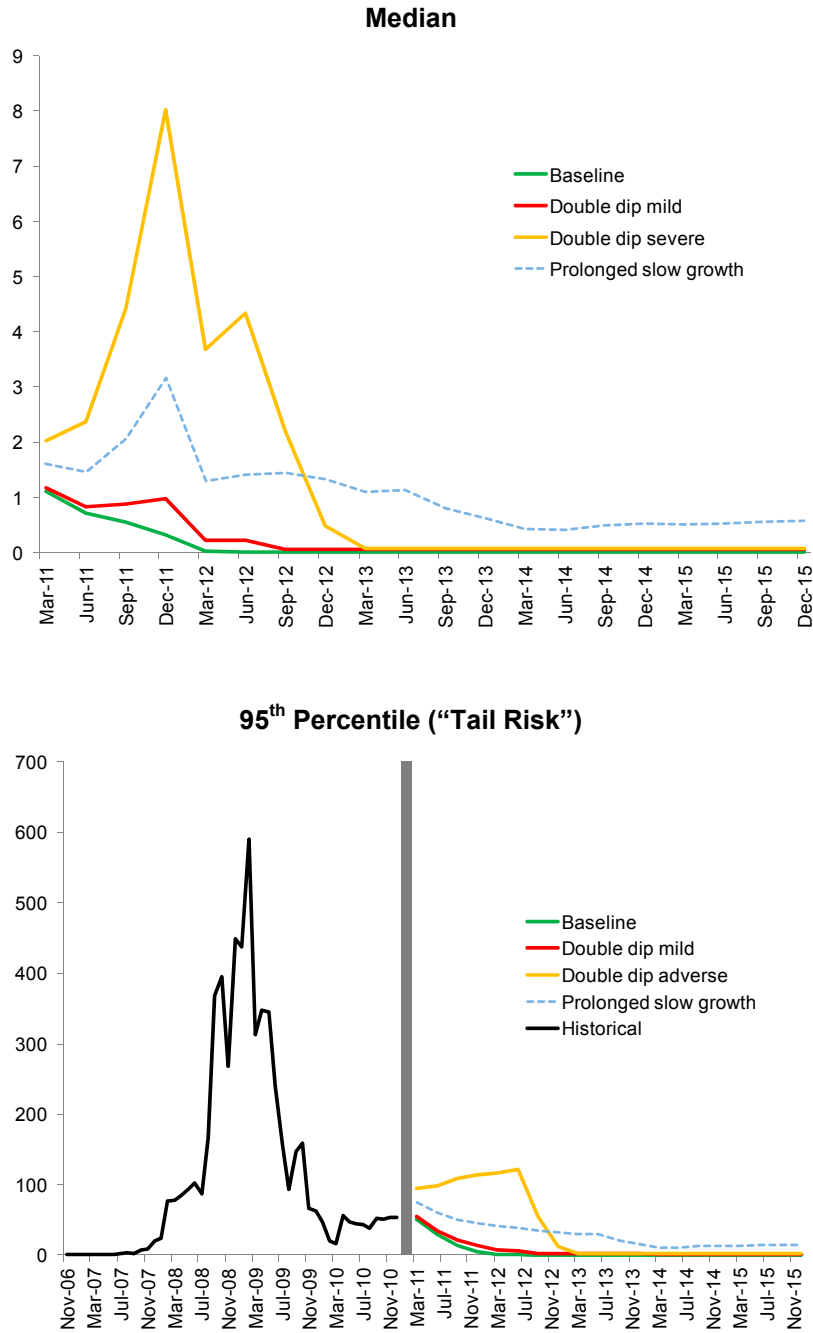 Median
9
8
7
6
5
4
3
2
1
0
Baseline
Double dip mild
Double dip severe
Prolonged slow growth
Mar-11
Jun-11
Sep-11
Dec-11
Mar-12
Jun-12
Sep-12
Dec-12
Mar-13
Jun-13
Sep-13
Dec-13
Mar-14
Jun-14
Sep-14
Dec-14
Mar-15
Jun-15
Sep-15
Dec-15
95th Percentile (“Tail Risk”)
700
600
500
400
300
200
100
0
Baseline
Double dip mild
Double dip adverse
Prolonged slow growth
Historical
Nov-06
Mar-07
Jul-07
Nov-07
Mar-08
Jul-08
Nov-08
Mar-09
Jul-09
Nov-09
Mar-10
Jul-10
Nov-10
Mar-11
Jul-11
Nov-11
Mar-12
Jul-12
Nov-12
Mar-13
Jul-13
Nov-13
Mar-14
Jul-14
Nov-14
Mar-15
Jul-15
Nov-15